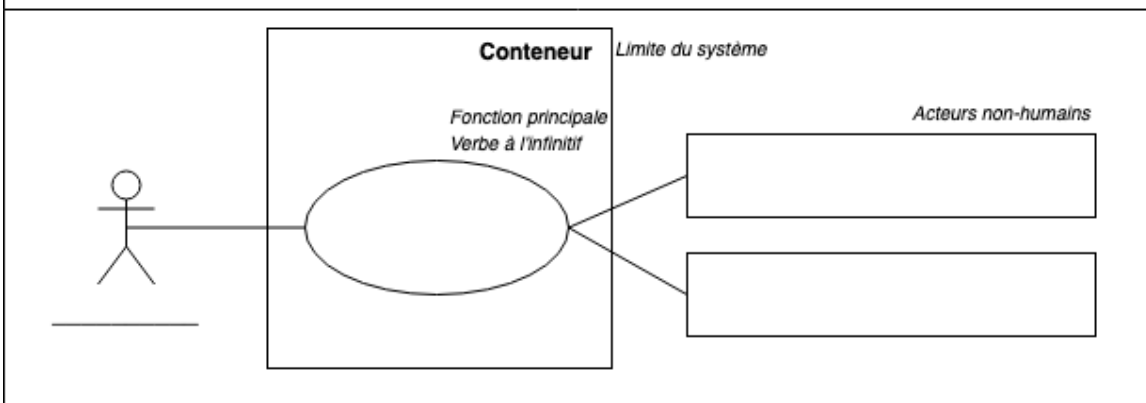 Conteneur
Limite du système
Fonction principale
Verbe à l'infinitif
Acteurs non-humains